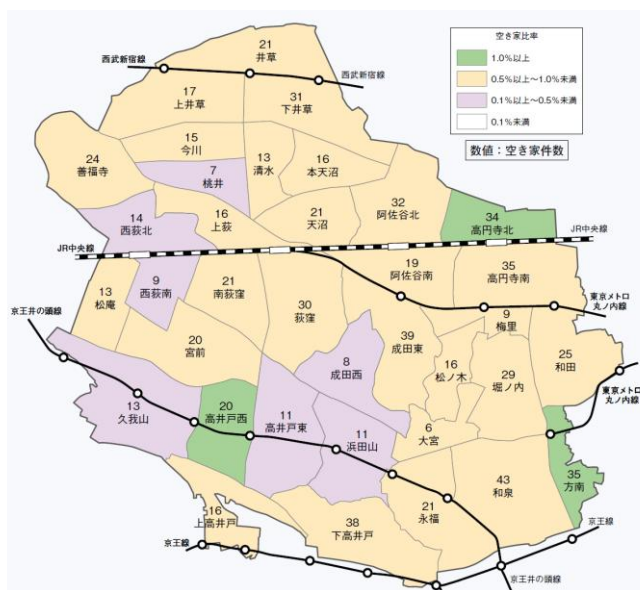 空き家比率
1.0%以上
0.5%以上～1.0%未満
0.1%以上～0.5%未満
0.1%未満
数値：空き家件数
西武新宿線
西武新宿線
21
井草
17
上井草
31
下井草
15
今川
24
善福寺
7
桃井
13
清水
16
本天沼
14
西荻北
16
上荻
21
天沼
32
阿佐谷北
34
高円寺北
JR中央線
JR中央線
13
松庵
9
西荻南
21
南荻窪
30
荻窪
19
阿佐谷南
35
高円寺南
東京メトロ
丸ノ内線
京王井の頭線
20
宮前
8
成田西
39
成田東
16
松ノ木
9
梅里
29
堀ノ内
25
和田
東京メトロ
丸ノ内線
13
久我山
20
高井戸西
11
高井戸東
11
浜田山
6
大宮
43
和泉
35
方南
16
上高井戸
38
下高井戸
21
永福
京王線
京王線
京王井の頭線